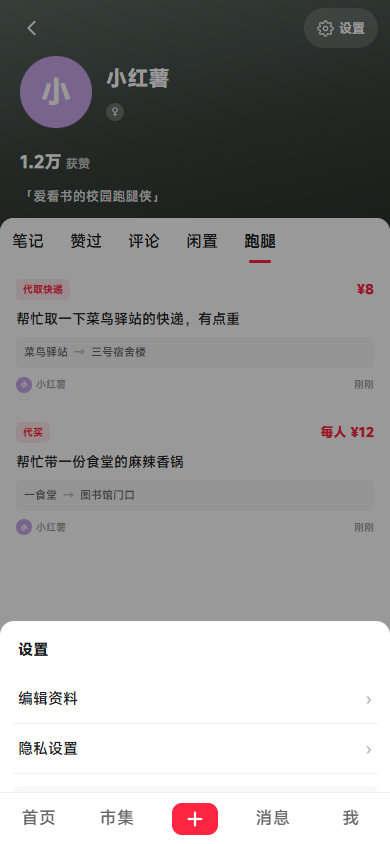 设置
小
小红薯
1.2万 获赞
「爱看书的校园跑腿侠」
笔记 赞过 评论 闲置 跑腿
代取快递 ¥8
帮忙取一下菜鸟驿站的快递，有点重
菜鸟驿站 → 三号宿舍楼
小 小红薯 刚刚
代买 每人 ¥12
帮忙带一份食堂的麻辣香锅
一食堂 → 图书馆门口
小 小红薯 刚刚
设置
编辑资料 ›
隐私设置 ›
首页 市集 + 消息 我